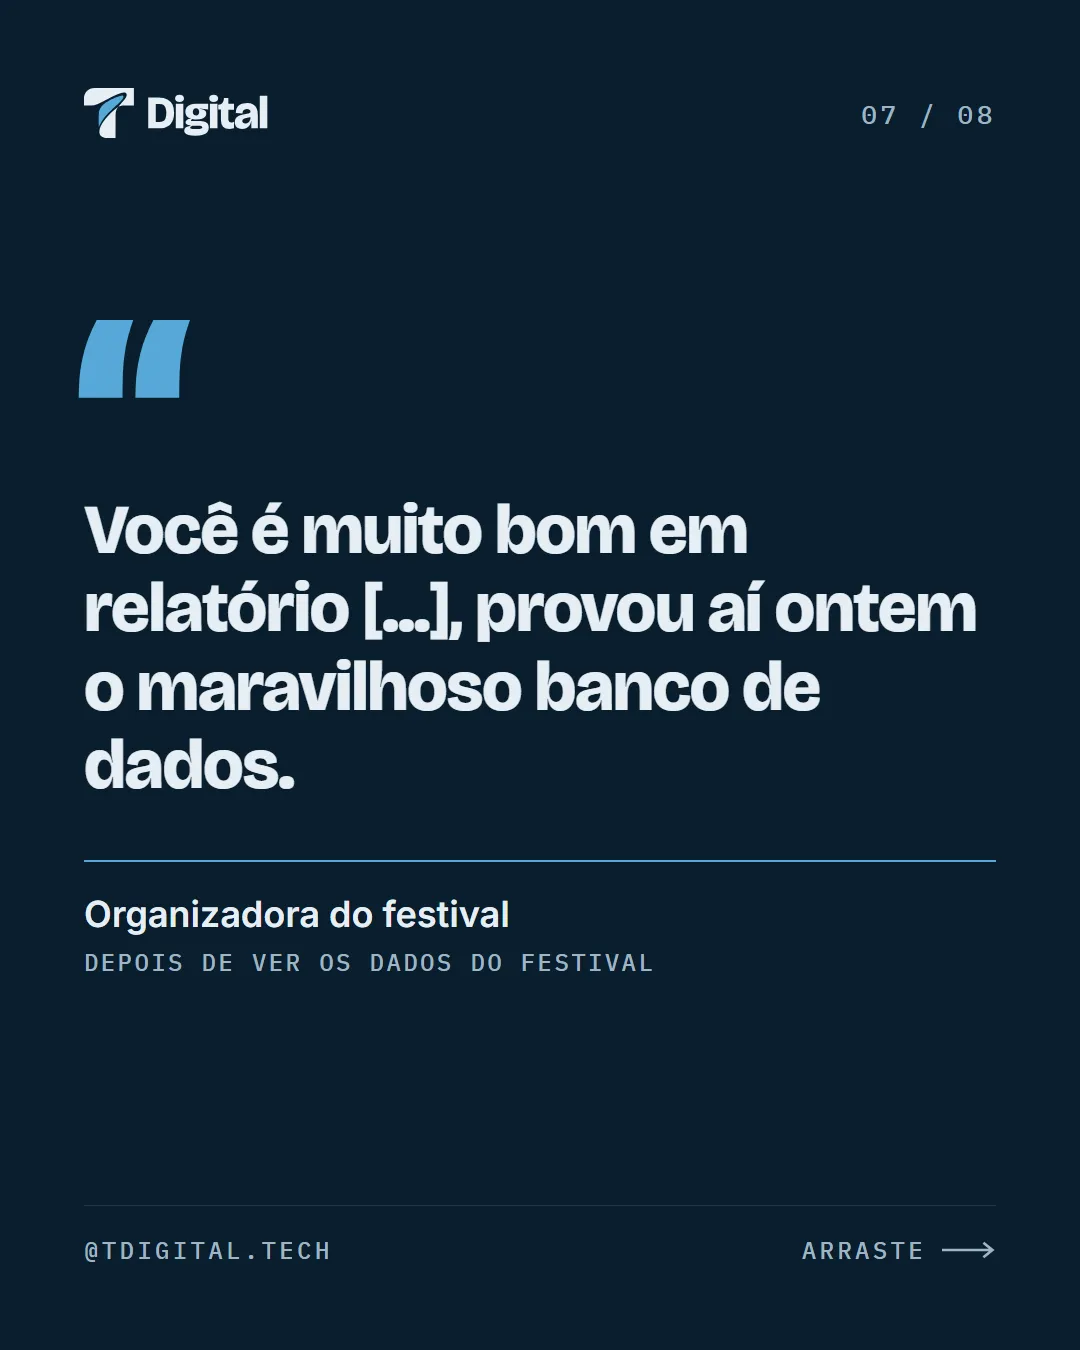 T Digital
07 / 08
“
Você é muito bom em
relatório [...], provou aí ontem
o maravilhoso banco de
dados.
Organizadora do festival
DEPOIS DE VER OS DADOS DO FESTIVAL
@TDIGITAL.TECH
ARRASTE →